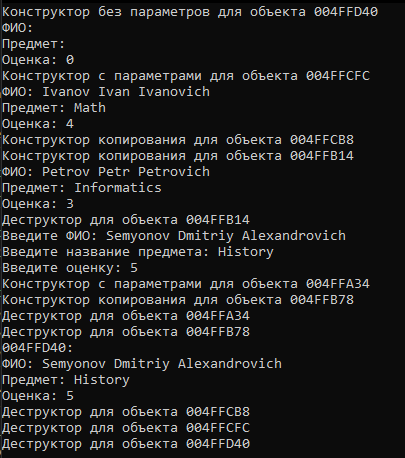 Конструктор без параметров для объекта 004FFD40
ФИО:
Предмет:
Оценка: 0
Конструктор с параметрами для объекта 004FFCFC
ФИО: Ivanov Ivan Ivanovich
Предмет: Math
Оценка: 4
Конструктор копирования для объекта 004FFCB8
Конструктор копирования для объекта 004FFB14
ФИО: Petrov Petr Petrovich
Предмет: Informatics
Оценка: 3
Деструктор для объекта 004FFB14
Введите ФИО: Semyonov Dmitriy Alexandrovich
Введите название предмета: History
Введите оценку: 5
Конструктор с параметрами для объекта 004FFA34
Конструктор копирования для объекта 004FFB78
Деструктор для объекта 004FFA34
Деструктор для объекта 004FFB78
004FFD40:
ФИО: Semyonov Dmitriy Alexandrovich
Предмет: History
Оценка: 5
Деструктор для объекта 004FFCB8
Деструктор для объекта 004FFCFC
Деструктор для объекта 004FFD40